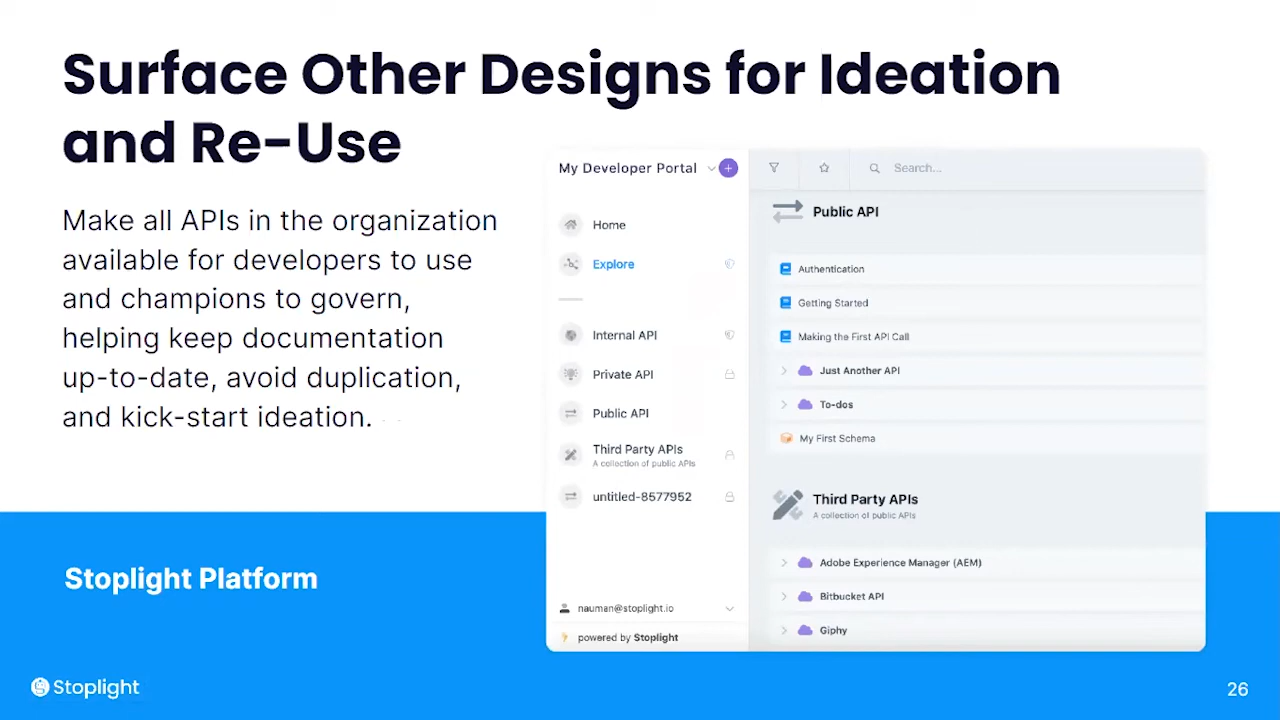 Surface Other Designs for Ideation
and Re-Use
Make all APIs in the organization
available for developers to use
and champions to govern,
helping keep documentation
up-to-date, avoid duplication,
and kick-start ideation.
My Developer Portal
Home
Explore
Internal API
Private API
Public API
Third Party APIs
A collection of public APIs
untitled-8577952
nauman@stoplight.io
powered by Stoplight
Search...
Public API
Authentication
Getting Started
Making the First API Call
Just Another API
To-dos
My First Schema
Third Party APIs
A collection of public APIs
Adobe Experience Manager (AEM)
Bitbucket API
Giphy
Stoplight Platform
Stoplight
26